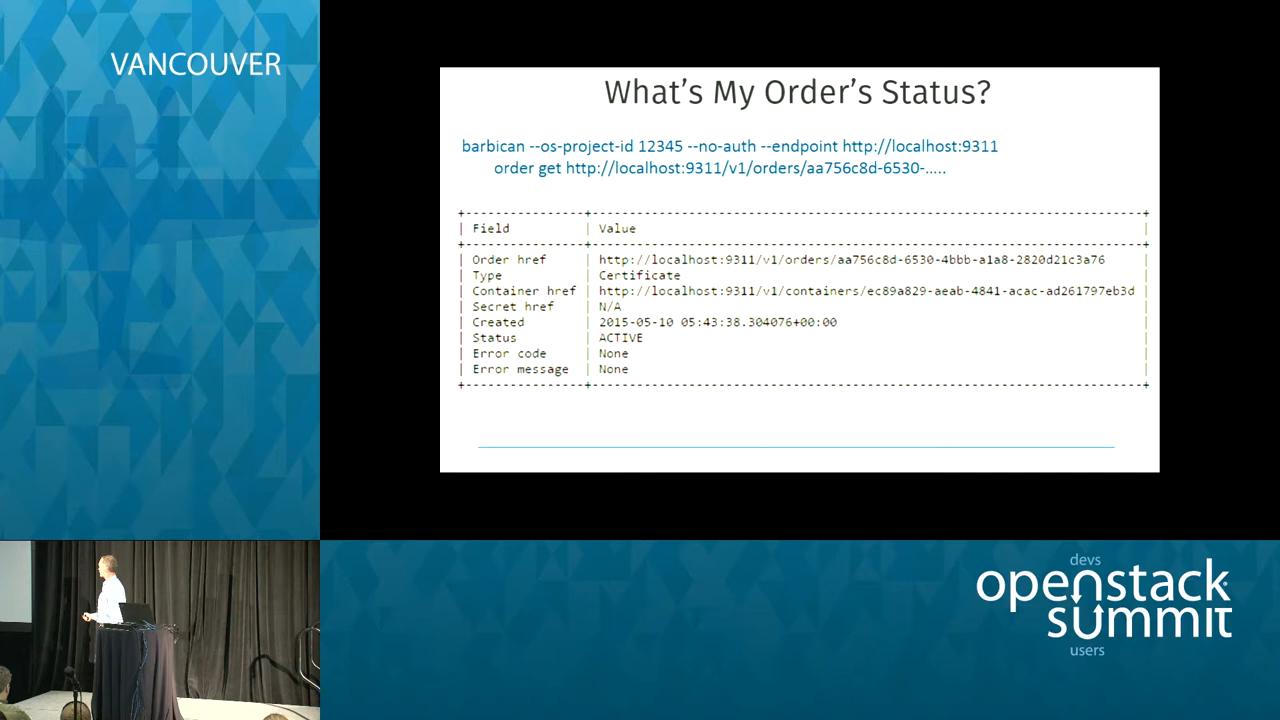 VANCOUVER
What's My Order's Status?
barbican --os-project-id 12345 --no-auth --endpoint http://localhost:9311
order get http://localhost:9311/v1/orders/aa756c8d-6530-.....
+----------------+---------------------------------------------------------------------------+
| Field | Value |
+----------------+---------------------------------------------------------------------------+
| Order href | http://localhost:9311/v1/orders/aa756c8d-6530-4bbb-a1a8-2820d21c3a76 |
| Type | Certificate |
| Container href | http://localhost:9311/v1/containers/ec89a829-aeab-4841-acac-ad261797eb3d |
| Secret href | N/A |
| Created | 2015-05-10 05:43:38.304076+00:00 |
| Status | ACTIVE |
| Error code | None |
| Error message | None |
+----------------+---------------------------------------------------------------------------+
devs
openstack
summit
users